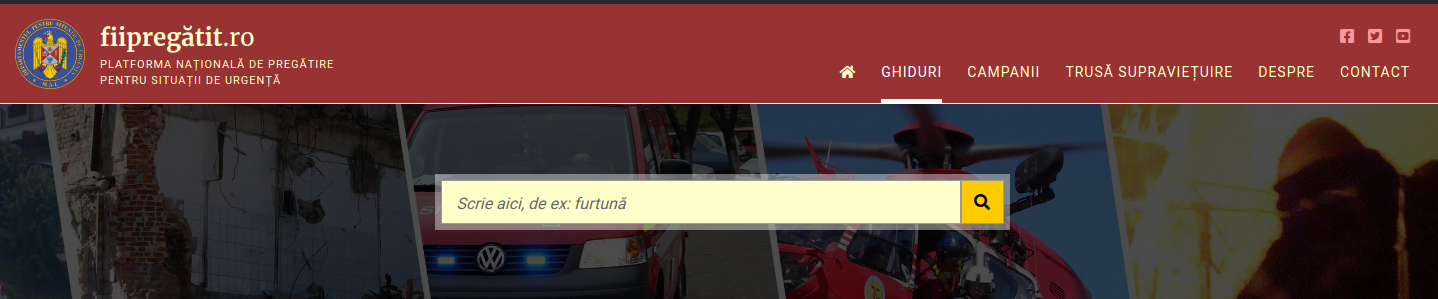 fiipregătit.ro
PLATFORMA NAȚIONALĂ DE PREGĂTIRE
PENTRU SITUAȚII DE URGENȚĂ
GHIDURI CAMPANII TRUSĂ SUPRAVIEȚUIRE DESPRE CONTACT
Scrie aici, de ex: furtună